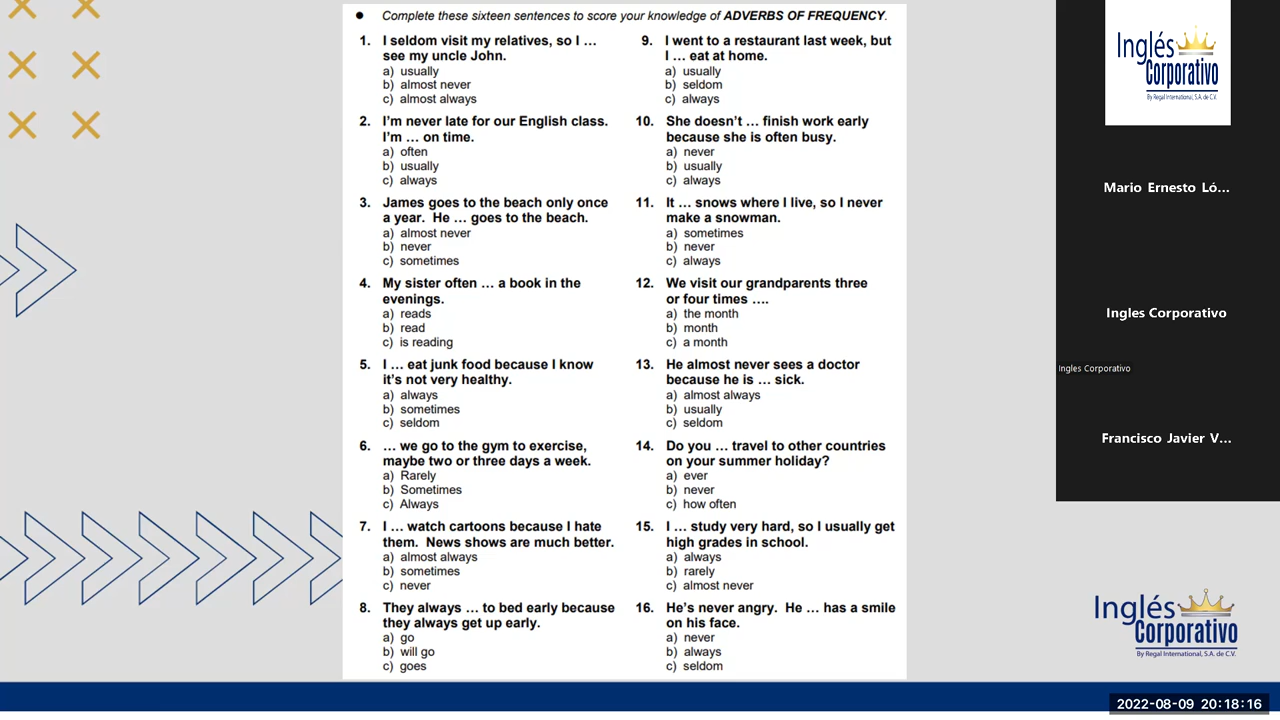 ● Complete these sixteen sentences to score your knowledge of ADVERBS OF FREQUENCY.
1. I seldom visit my relatives, so I …
see my uncle John.
a) usually
b) almost never
c) almost always
2. I'm never late for our English class.
I'm … on time.
a) often
b) usually
c) always
3. James goes to the beach only once
a year. He … goes to the beach.
a) almost never
b) never
c) sometimes
4. My sister often … a book in the
evenings.
a) reads
b) read
c) is reading
5. I … eat junk food because I know
it's not very healthy.
a) always
b) sometimes
c) seldom
6. … we go to the gym to exercise,
maybe two or three days a week.
a) Rarely
b) Sometimes
c) Always
7. I … watch cartoons because I hate
them. News shows are much better.
a) almost always
b) sometimes
c) never
8. They always … to bed early because
they always get up early.
a) go
b) will go
c) goes
9. I went to a restaurant last week, but
I … eat at home.
a) usually
b) seldom
c) always
10. She doesn't … finish work early
because she is often busy.
a) never
b) usually
c) always
11. It … snows where I live, so I never
make a snowman.
a) sometimes
b) never
c) always
12. We visit our grandparents three
or four times ….
a) the month
b) month
c) a month
13. He almost never sees a doctor
because he is … sick.
a) almost always
b) usually
c) seldom
14. Do you … travel to other countries
on your summer holiday?
a) ever
b) never
c) how often
15. I … study very hard, so I usually get
high grades in school.
a) always
b) rarely
c) almost never
16. He's never angry. He … has a smile
on his face.
a) never
b) always
c) seldom
Inglés
Corporativo
By Regal International, S.A. de C.V.
Mario Ernesto Ló...
Ingles Corporativo
Ingles Corporativo
Francisco Javier V...
Inglés
Corporativo
By Regal International, S.A. de C.V.
2022-08-09 20:18:16